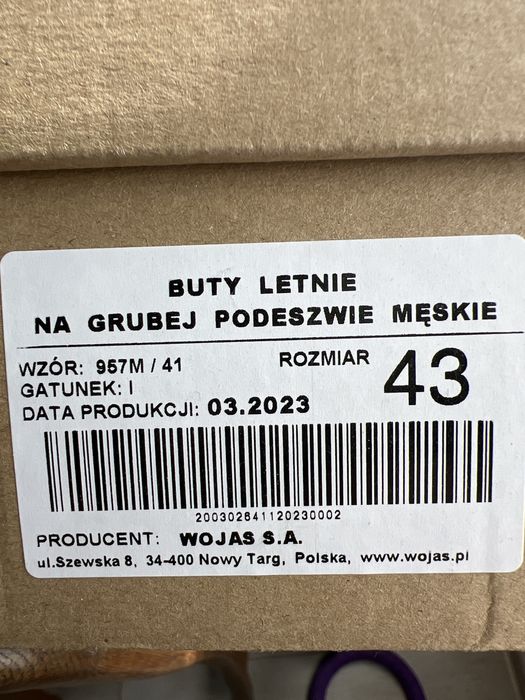 BUTY LETNIE
NA GRUBEJ PODESZWIE MĘSKIE
WZÓR: 957M / 41
ROZMIAR 43
GATUNEK: I
DATA PRODUKCJI: 03.2023
200302841120230002
PRODUCENT: WOJAS S.A.
ul.Szewska 8, 34-400 Nowy Targ, Polska, www.wojas.pl